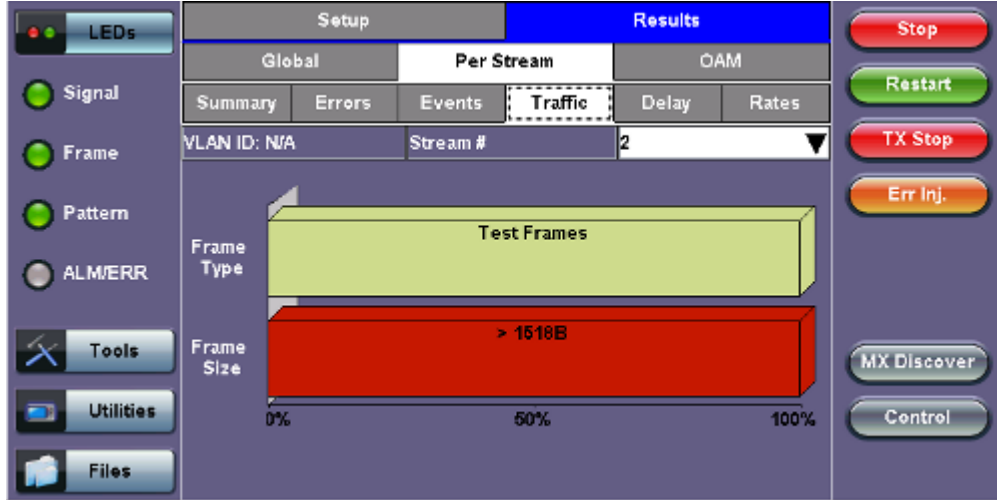 LEDs
Setup
Results
Stop
Global
Per Stream
OAM
Signal
Restart
Summary
Errors
Events
Traffic
Delay
Rates
VLAN ID: N/A
Stream #
2
TX Stop
Frame
Err Inj.
Pattern
Test Frames
Frame
Type
ALM/ERR
> 1518B
Tools
Frame
Size
MX Discover
0%
50%
100%
Utilities
Control
Files